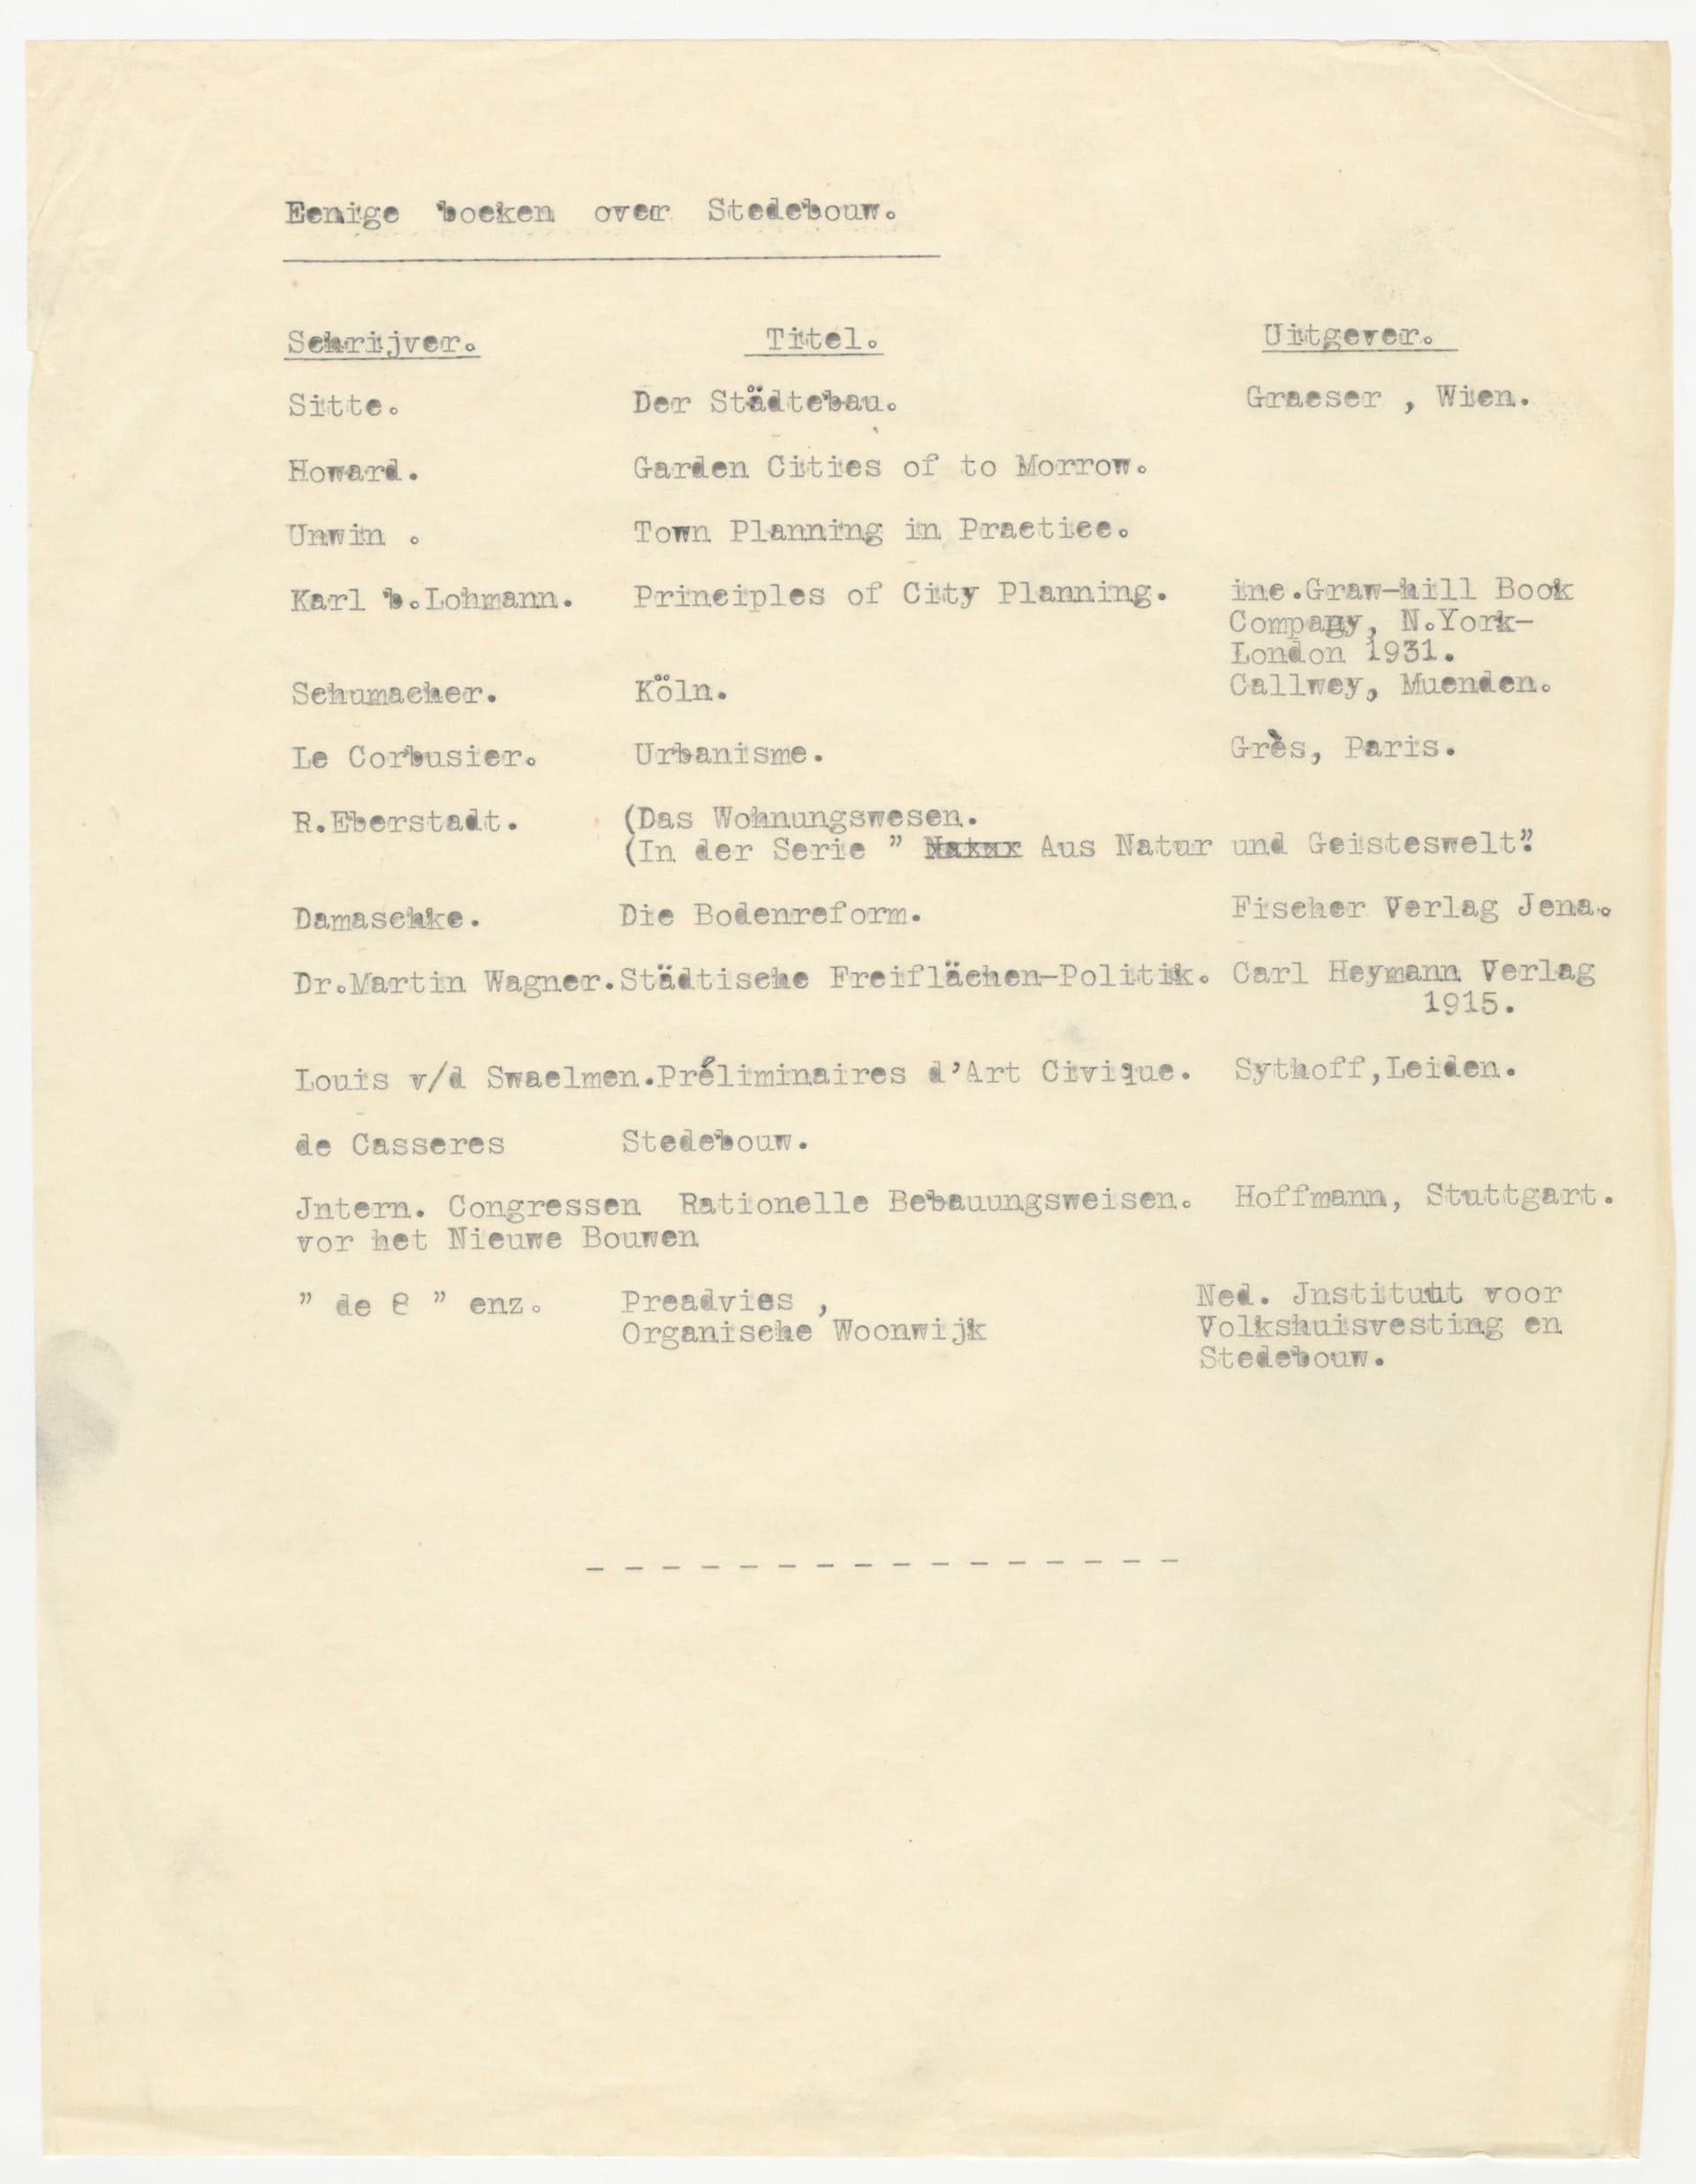 Eenige boeken over Stedebouw.
Schrijver. Titel. Uitgever.
Sitte. Der Städtebau. Graeser , Wien.
Howard. Garden Cities of to Morrow.
Unwin . Town Planning in Practice.
Karl b.Lohmann. Principles of City Planning. inc.Graw-hill Book
Company, N.York-
London 1931.
Schumacher. Köln. Callwey, Muenden.
Le Corbusier. Urbanisme. Grès, Paris.
R.Eberstadt. (Das Wohnungswesen.
(In der Serie " Natur Aus Natur und Geisteswelt".
Damaschke. Die Bodenreform. Fischer Verlag Jena.
Dr.Martin Wagner. Städtische Freiflächen-Politik. Carl Heymann Verlag
1915.
Louis v/d Swaelmen. Préliminaires d'Art Civique. Sythoff,Leiden.
de Casseres Stedebouw.
Jntern. Congressen Rationelle Bebauungsweisen. Hoffmann, Stuttgart.
vor het Nieuwe Bouwen
" de 8 " enz. Preadvies , Ned. Jnstituut voor
Organische Woonwijk Volkshuisvesting en
Stedebouw.
- - - - - - - - - - - - - - - -